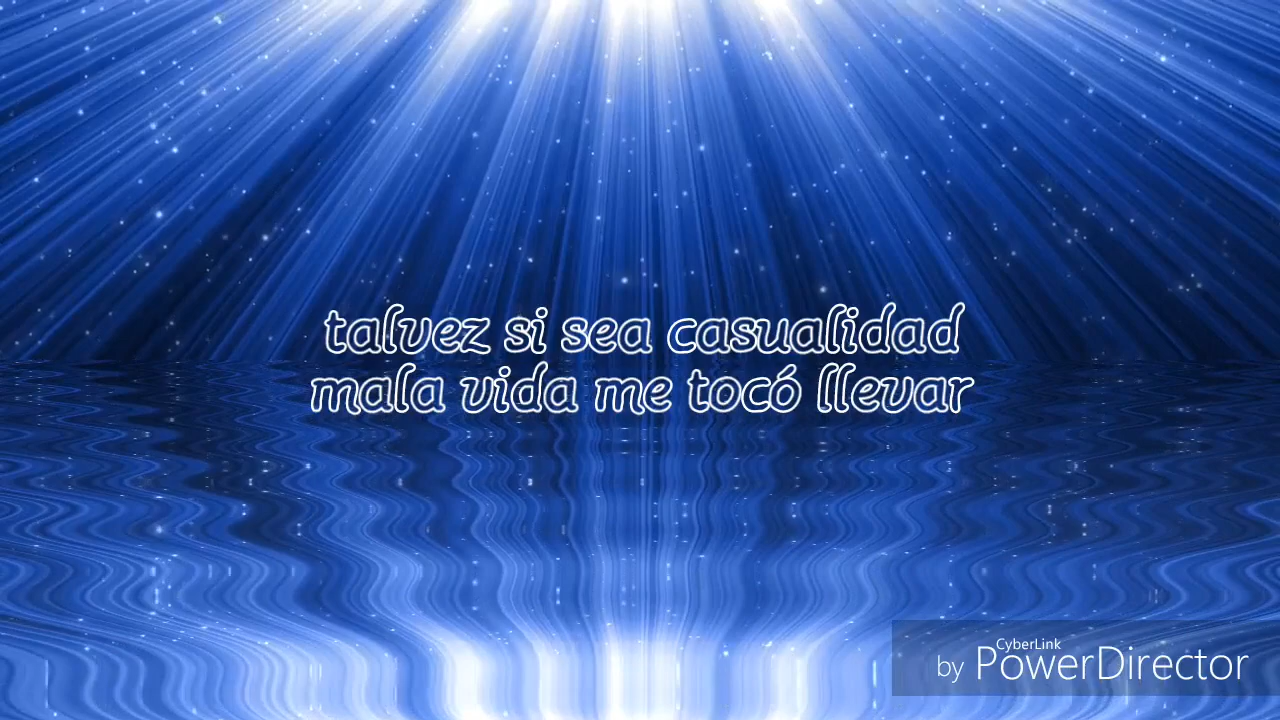 talvez si sea casualidad
mala vida me tocó llevar
CyberLink
by PowerDirector